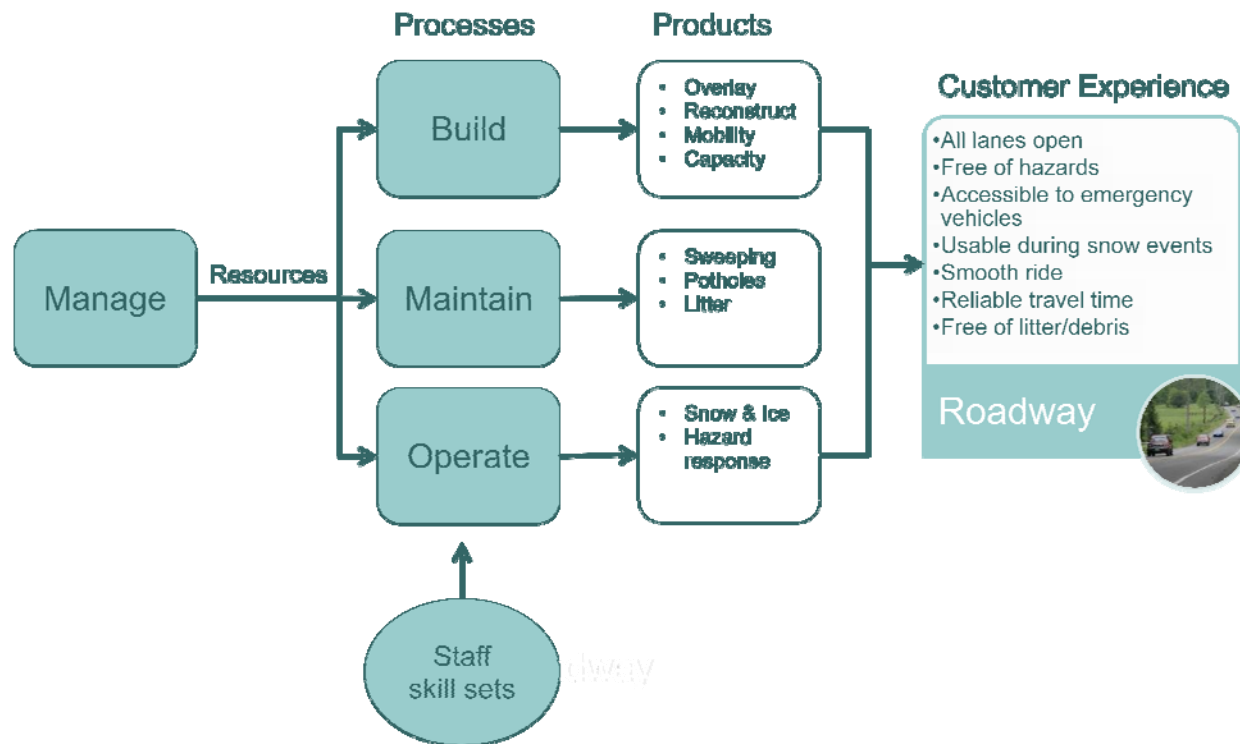 Processes
Products
Customer Experience
Manage
Resources
Build
• Overlay
• Reconstruct
• Mobility
• Capacity
Maintain
• Sweeping
• Potholes
• Litter
Operate
• Snow & Ice
• Hazard
response
•All lanes open
•Free of hazards
•Accessible to emergency
vehicles
•Usable during snow events
•Smooth ride
•Reliable travel time
•Free of litter/debris
Roadway
Staff
skill sets